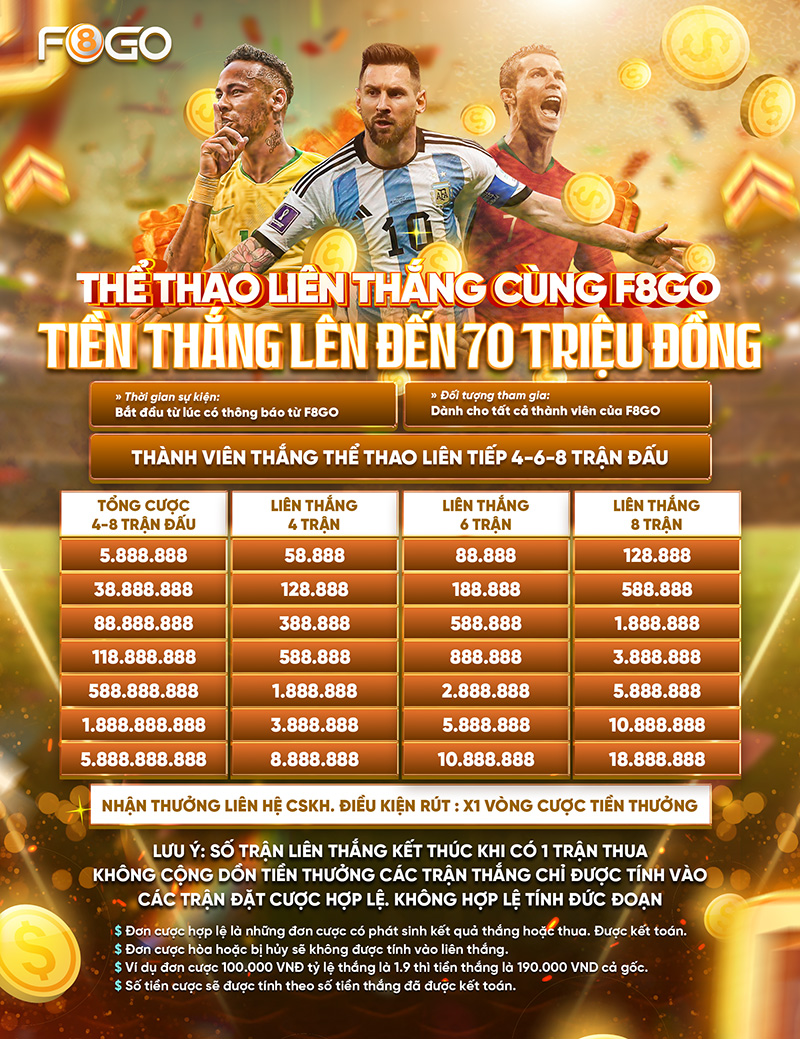 F8GO
10
AFA
7
THỂ THAO LIÊN THẮNG CÙNG F8GO
TIỀN THẮNG LÊN ĐẾN 70 TRIỆU ĐỒNG
» Thời gian sự kiện:
Bắt đầu từ lúc có thông báo từ F8GO
» Đối tượng tham gia:
Dành cho tất cả thành viên của F8GO
THÀNH VIÊN THẮNG THỂ THAO LIÊN TIẾP 4-6-8 TRẬN ĐẤU
TỔNG CƯỢC
4-8 TRẬN ĐẤU
LIÊN THẮNG
4 TRẬN
LIÊN THẮNG
6 TRẬN
LIÊN THẮNG
8 TRẬN
5.888.888 58.888 88.888 128.888
38.888.888 128.888 188.888 588.888
88.888.888 388.888 588.888 1.888.888
118.888.888 588.888 888.888 3.888.888
588.888.888 1.888.888 2.888.888 5.888.888
1.888.888.888 3.888.888 5.888.888 10.888.888
5.888.888.888 8.888.888 10.888.888 18.888.888
NHẬN THƯỞNG LIÊN HỆ CSKH. ĐIỀU KIỆN RÚT : X1 VÒNG CƯỢC TIỀN THƯỞNG
LƯU Ý: SỐ TRẬN LIÊN THẮNG KẾT THÚC KHI CÓ 1 TRẬN THUA
KHÔNG CỘNG DỒN TIỀN THƯỞNG CÁC TRẬN THẮNG CHỈ ĐƯỢC TÍNH VÀO
CÁC TRẬN ĐẶT CƯỢC HỢP LỆ. KHÔNG HỢP LỆ TÍNH ĐỨC ĐOẠN
$ Đơn cược hợp lệ là những đơn cược có phát sinh kết quả thắng hoặc thua. Được kết toán.
$ Đơn cược hòa hoặc bị hủy sẽ không được tính vào liên thắng.
$ Ví dụ đơn cược 100.000 VNĐ tỷ lệ thắng là 1.9 thì tiền thắng là 190.000 VND cả gốc.
$ Số tiền cược sẽ được tính theo số tiền thắng đã được kết toán.